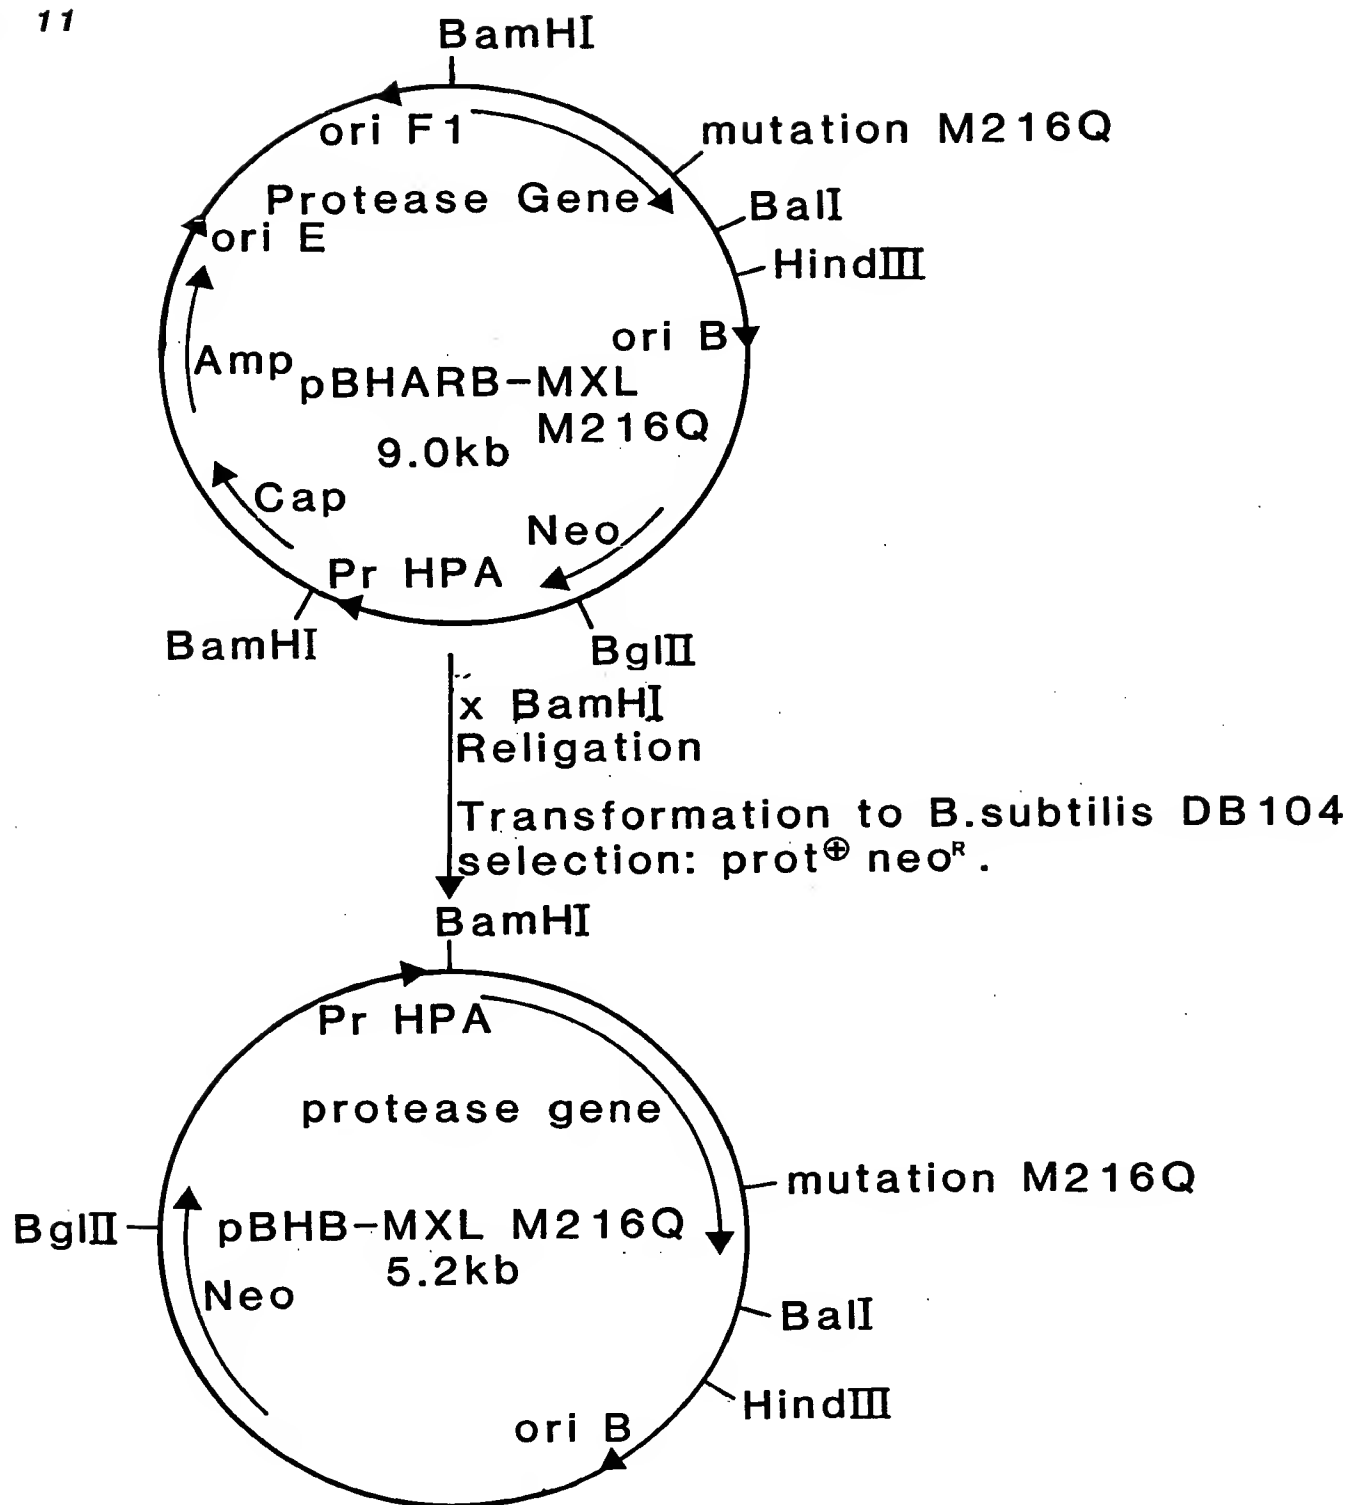 11
BamHI
ori F1
mutation M216Q
Protease Gene
BalI
ori E
HindIII
ori B
Amp
pBHARB-MXL
M216Q
9.0kb
Cap
Neo
Pr HPA
BamHI
BglII
x BamHI
Religation
Transformation to B.subtilis DB104
selection: prot⊕ neoᴿ.
BamHI
Pr HPA
protease gene
mutation M216Q
BglII
pBHB-MXL M216Q
5.2kb
Neo
BalI
HindIII
ori B